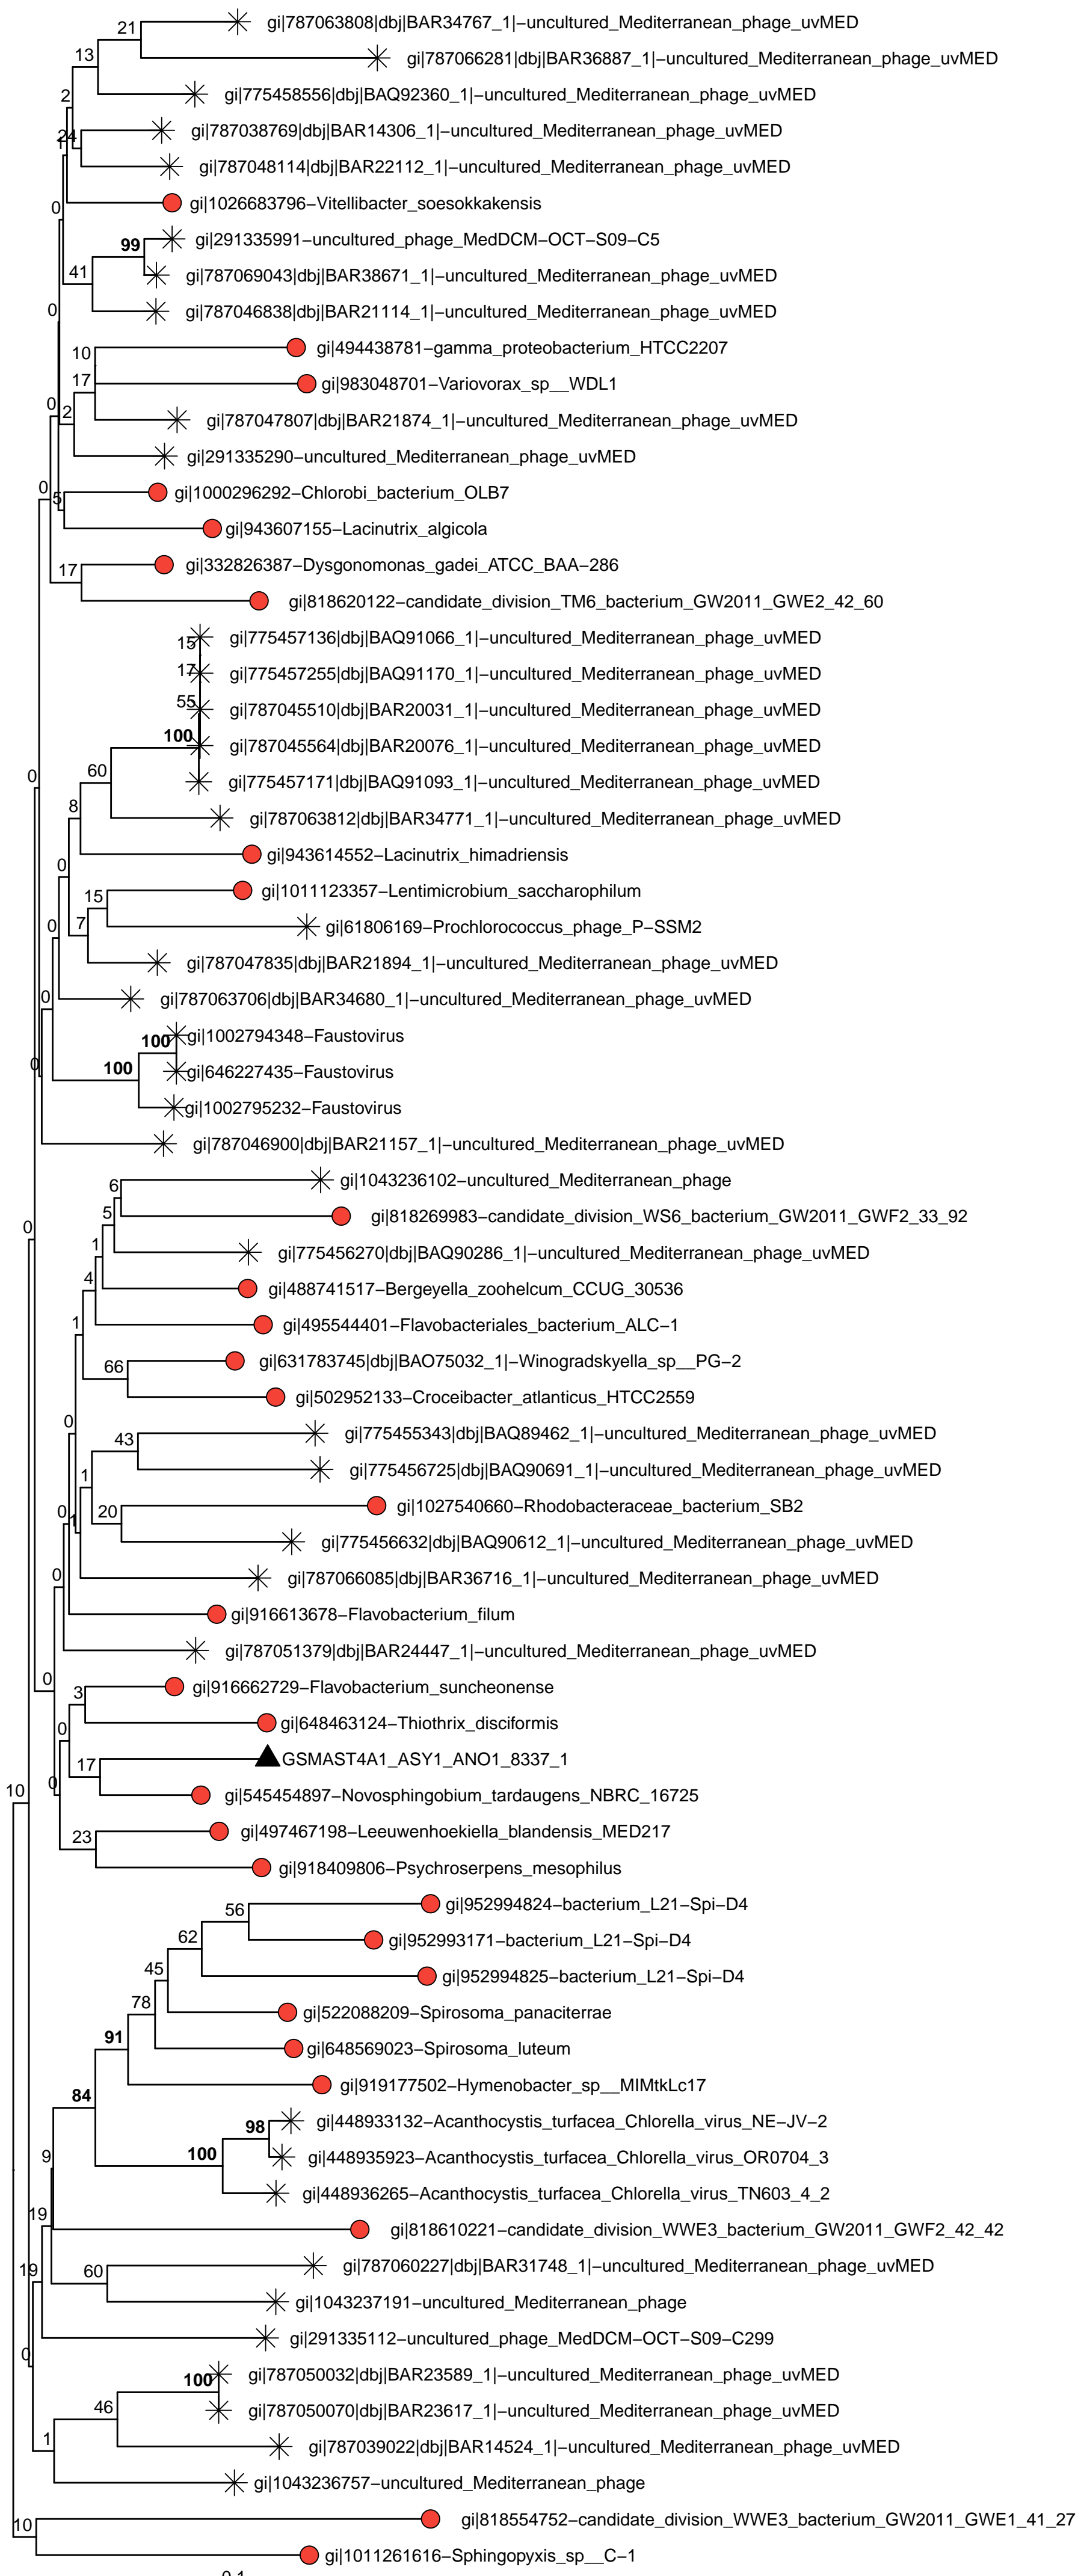 21
gi|787063808|dbj|BAR34767_1|−uncultured_Mediterranean_phage_uvMED
13
gi|787066281|dbj|BAR36887_1|−uncultured_Mediterranean_phage_uvMED
2
gi|775458556|dbj|BAQ92360_1|−uncultured_Mediterranean_phage_uvMED
24
gi|787038769|dbj|BAR14306_1|−uncultured_Mediterranean_phage_uvMED
gi|787048114|dbj|BAR22112_1|−uncultured_Mediterranean_phage_uvMED
0
gi|1026683796−Vitellibacter_soesokkakensis
99
gi|291335991−uncultured_phage_MedDCM−OCT−S09−C5
41
gi|787069043|dbj|BAR38671_1|−uncultured_Mediterranean_phage_uvMED
0
gi|787046838|dbj|BAR21114_1|−uncultured_Mediterranean_phage_uvMED
10
gi|494438781−gamma_proteobacterium_HTCC2207
17
gi|983048701−Variovorax_sp__WDL1
0
2
gi|787047807|dbj|BAR21874_1|−uncultured_Mediterranean_phage_uvMED
gi|291335290−uncultured_Mediterranean_phage_uvMED
0
5
gi|1000296292−Chlorobi_bacterium_OLB7
gi|943607155−Lacinutrix_algicola
17
gi|332826387−Dysgonomonas_gadei_ATCC_BAA−286
gi|818620122−candidate_division_TM6_bacterium_GW2011_GWE2_42_60
15
gi|775457136|dbj|BAQ91066_1|−uncultured_Mediterranean_phage_uvMED
17
gi|775457255|dbj|BAQ91170_1|−uncultured_Mediterranean_phage_uvMED
55
gi|787045510|dbj|BAR20031_1|−uncultured_Mediterranean_phage_uvMED
100
gi|787045564|dbj|BAR20076_1|−uncultured_Mediterranean_phage_uvMED
0
60
gi|775457171|dbj|BAQ91093_1|−uncultured_Mediterranean_phage_uvMED
8
gi|787063812|dbj|BAR34771_1|−uncultured_Mediterranean_phage_uvMED
0
gi|943614552−Lacinutrix_himadriensis
15
gi|1011123357−Lentimicrobium_saccharophilum
0
7
gi|61806169−Prochlorococcus_phage_P−SSM2
gi|787047835|dbj|BAR21894_1|−uncultured_Mediterranean_phage_uvMED
0
gi|787063706|dbj|BAR34680_1|−uncultured_Mediterranean_phage_uvMED
100
gi|1002794348−Faustovirus
0
100
gi|646227435−Faustovirus
gi|1002795232−Faustovirus
gi|787046900|dbj|BAR21157_1|−uncultured_Mediterranean_phage_uvMED
6
gi|1043236102−uncultured_Mediterranean_phage
0
5
gi|818269983−candidate_division_WS6_bacterium_GW2011_GWF2_33_92
1
gi|775456270|dbj|BAQ90286_1|−uncultured_Mediterranean_phage_uvMED
4
gi|488741517−Bergeyella_zoohelcum_CCUG_30536
1
gi|495544401−Flavobacteriales_bacterium_ALC−1
66
gi|631783745|dbj|BAO75032_1|−Winogradskyella_sp__PG−2
gi|502952133−Croceibacter_atlanticus_HTCC2559
0
43
gi|775455343|dbj|BAQ89462_1|−uncultured_Mediterranean_phage_uvMED
1
gi|775456725|dbj|BAQ90691_1|−uncultured_Mediterranean_phage_uvMED
0
1
20
gi|1027540660−Rhodobacteraceae_bacterium_SB2
gi|775456632|dbj|BAQ90612_1|−uncultured_Mediterranean_phage_uvMED
0
gi|787066085|dbj|BAR36716_1|−uncultured_Mediterranean_phage_uvMED
gi|916613678−Flavobacterium_filum
gi|787051379|dbj|BAR24447_1|−uncultured_Mediterranean_phage_uvMED
0
3
gi|916662729−Flavobacterium_suncheonense
0
gi|648463124−Thiothrix_disciformis
17
GSMAST4A1_ASY1_ANO1_8337_1
10
0
gi|545454897−Novosphingobium_tardaugens_NBRC_16725
23
gi|497467198−Leeuwenhoekiella_blandensis_MED217
gi|918409806−Psychroserpens_mesophilus
56
gi|952994824−bacterium_L21−Spi−D4
62
gi|952993171−bacterium_L21−Spi−D4
45
gi|952994825−bacterium_L21−Spi−D4
78
gi|522088209−Spirosoma_panaciterrae
91
gi|648569023−Spirosoma_luteum
84
gi|919177502−Hymenobacter_sp__MIMtkLc17
98
gi|448933132−Acanthocystis_turfacea_Chlorella_virus_NE−JV−2
9
100
gi|448935923−Acanthocystis_turfacea_Chlorella_virus_OR0704_3
gi|448936265−Acanthocystis_turfacea_Chlorella_virus_TN603_4_2
19
gi|818610221−candidate_division_WWE3_bacterium_GW2011_GWF2_42_42
19
60
gi|787060227|dbj|BAR31748_1|−uncultured_Mediterranean_phage_uvMED
gi|1043237191−uncultured_Mediterranean_phage
0
gi|291335112−uncultured_phage_MedDCM−OCT−S09−C299
100
gi|787050032|dbj|BAR23589_1|−uncultured_Mediterranean_phage_uvMED
46
gi|787050070|dbj|BAR23617_1|−uncultured_Mediterranean_phage_uvMED
1
gi|787039022|dbj|BAR14524_1|−uncultured_Mediterranean_phage_uvMED
gi|1043236757−uncultured_Mediterranean_phage
10
gi|818554752−candidate_division_WWE3_bacterium_GW2011_GWE1_41_27
gi|1011261616−Sphingopyxis_sp__C−1